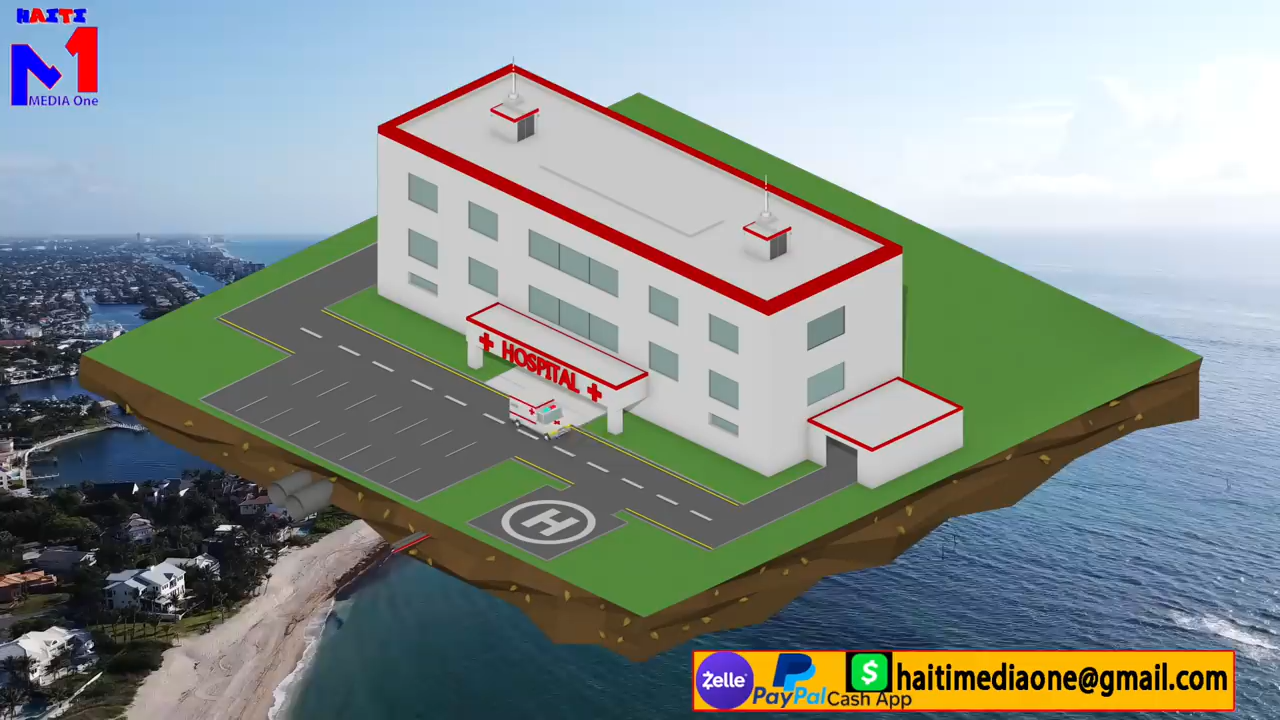 HAITI
M1
MEDIA One
HOSPITAL
H
Zelle
PayPal
$
Cash App
haitimediaone@gmail.com